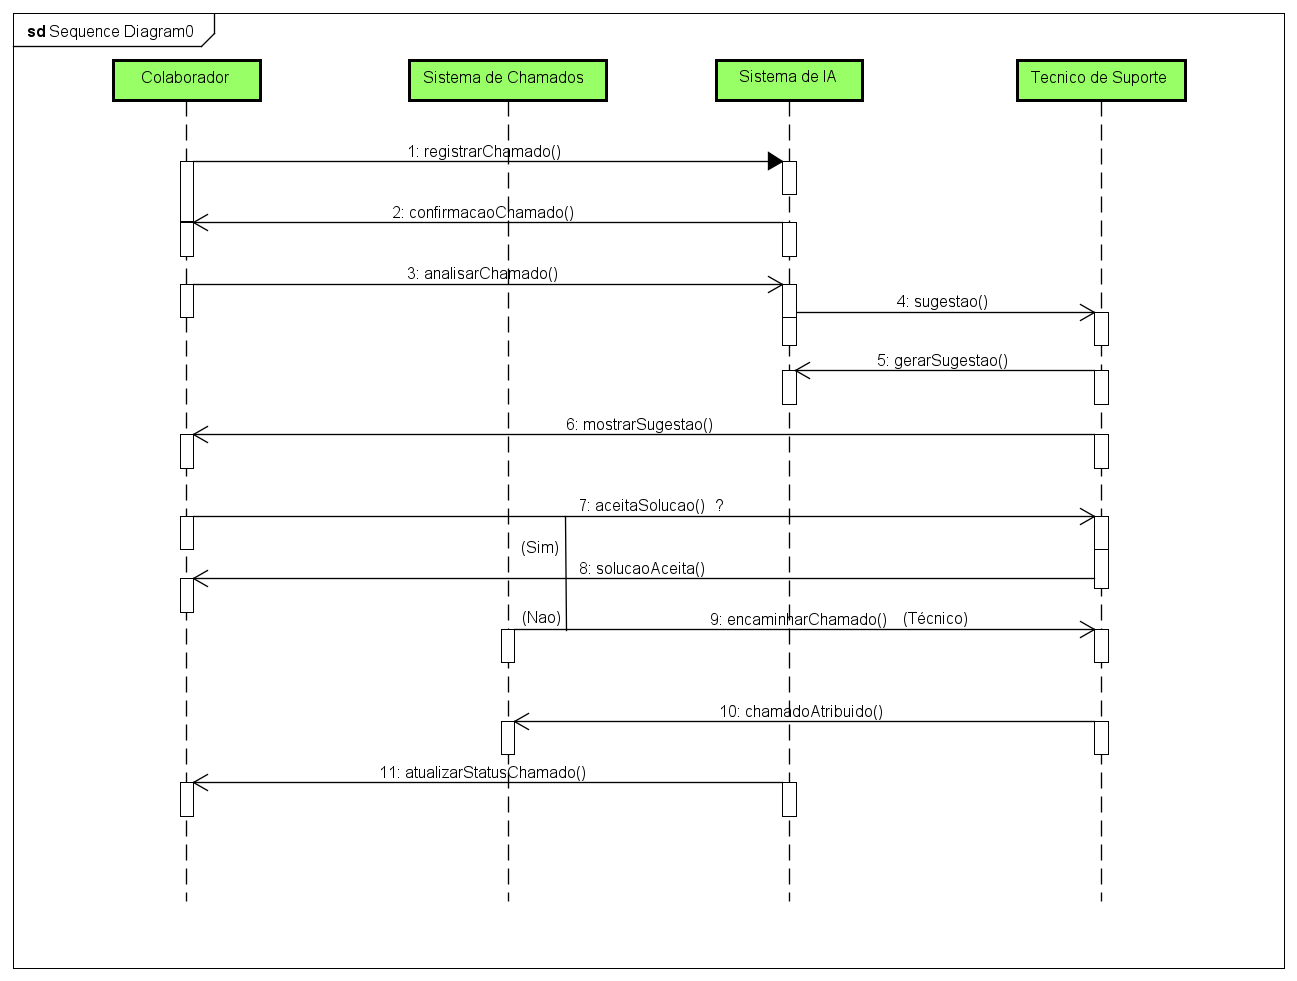 sd Sequence Diagram0
Colaborador
Sistema de Chamados
Sistema de IA
Tecnico de Suporte
1: registrarChamado()
2: confirmacaoChamado()
3: analisarChamado()
4: sugestao()
5: gerarSugestao()
6: mostrarSugestao()
7: aceitaSolucao() ?
(Sim)
8: solucaoAceita()
(Nao)
9: encaminharChamado() (Técnico)
10: chamadoAtribuido()
11: atualizarStatusChamado()